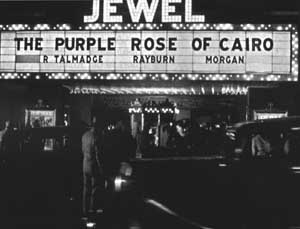 JEWEL
THE PURPLE ROSE OF CAIRO
R TALMADGE RAYBURN MORGAN